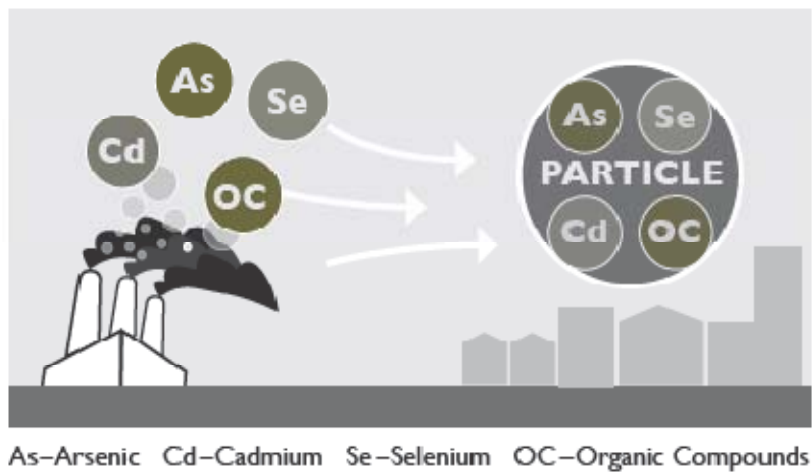 As
Se
Cd
OC
As Se
PARTICLE
Cd OC
As–Arsenic Cd–Cadmium Se–Selenium OC–Organic Compounds